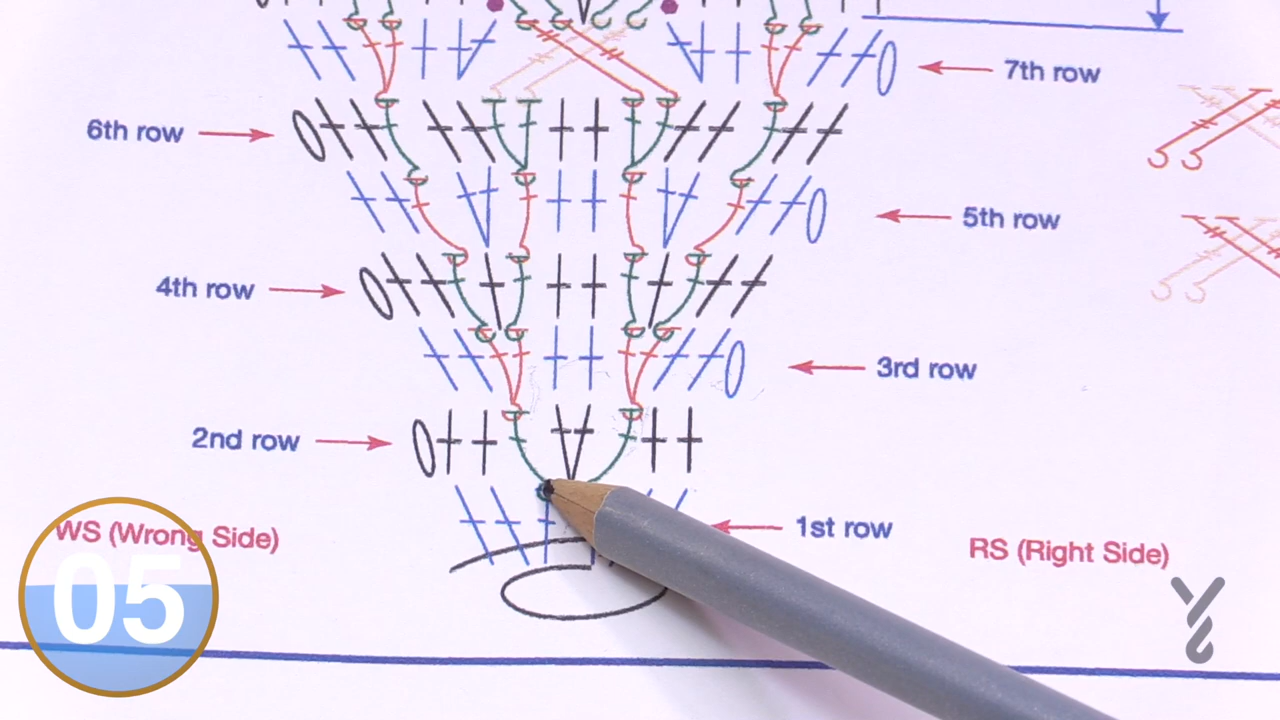 7th row
6th row
5th row
4th row
3rd row
2nd row
1st row
WS (Wrong Side)
RS (Right Side)
05